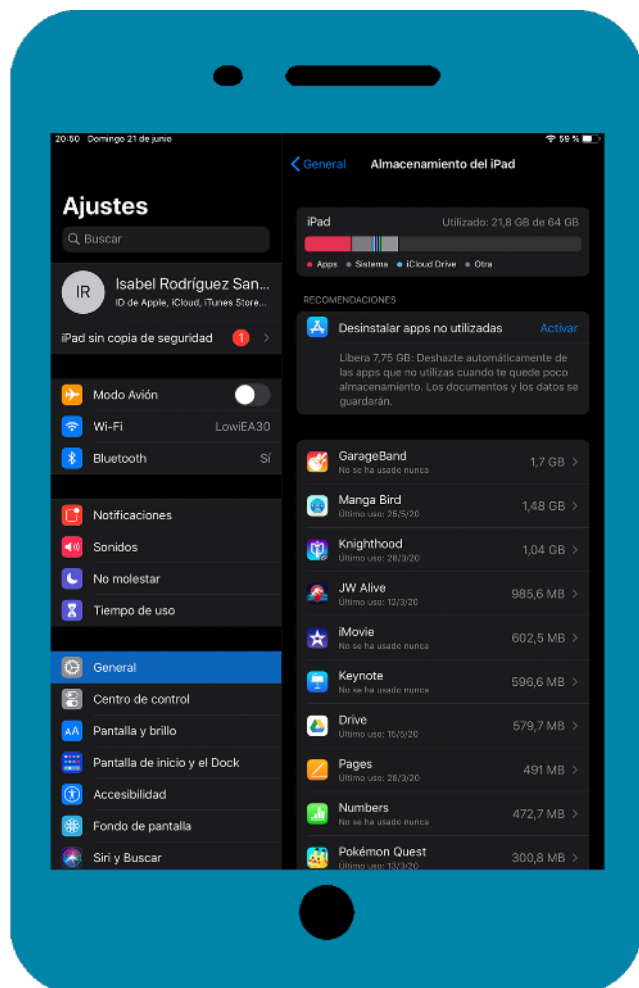 20:50 Domingo 21 de junio
59 %
Ajustes
Buscar
IR
Isabel Rodríguez San...
ID de Apple, iCloud, iTunes Store...
iPad sin copia de seguridad 1
Modo Avión
Wi-Fi LowiEA30
Bluetooth Sí
Notificaciones
Sonidos
No molestar
Tiempo de uso
General
Centro de control
AA Pantalla y brillo
Pantalla de inicio y el Dock
Accesibilidad
Fondo de pantalla
Siri y Buscar
General Almacenamiento del iPad
iPad Utilizado: 21,8 GB de 64 GB
Apps Sistema iCloud Drive Otra
RECOMENDACIONES
Desinstalar apps no utilizadas Activar
Libera 7,75 GB: Deshazte automáticamente de
las apps que no utilizas cuando te quede poco
almacenamiento. Los documentos y los datos se
guardarán.
GarageBand 1,7 GB
No se ha usado nunca
Manga Bird 1,48 GB
Último uso: 25/5/20
Knighthood 1,04 GB
Último uso: 28/3/20
JW Alive 985,6 MB
Último uso: 12/3/20
iMovie 602,5 MB
No se ha usado nunca
Keynote 596,6 MB
No se ha usado nunca
Drive 579,7 MB
Último uso: 16/5/20
Pages 491 MB
Último uso: 28/3/20
Numbers 472,7 MB
No se ha usado nunca
Pokémon Quest 300,8 MB
Último uso: 13/3/20